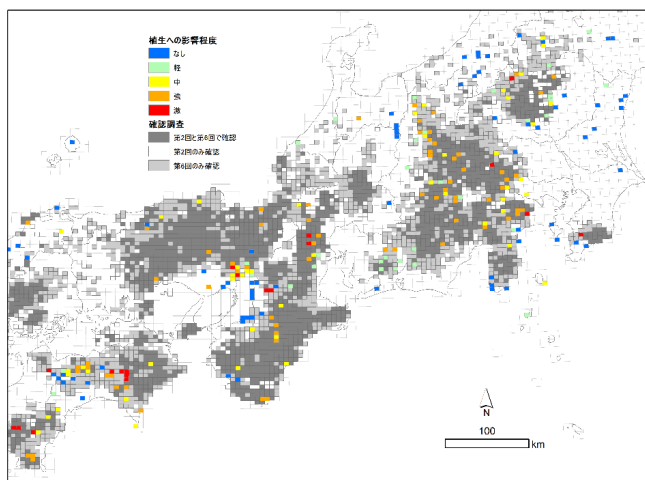 植生への影響程度
なし
軽
中
強
激
確認調査
第2回と第6回で確認
第2回のみ確認
第6回のみ確認
N
100
km